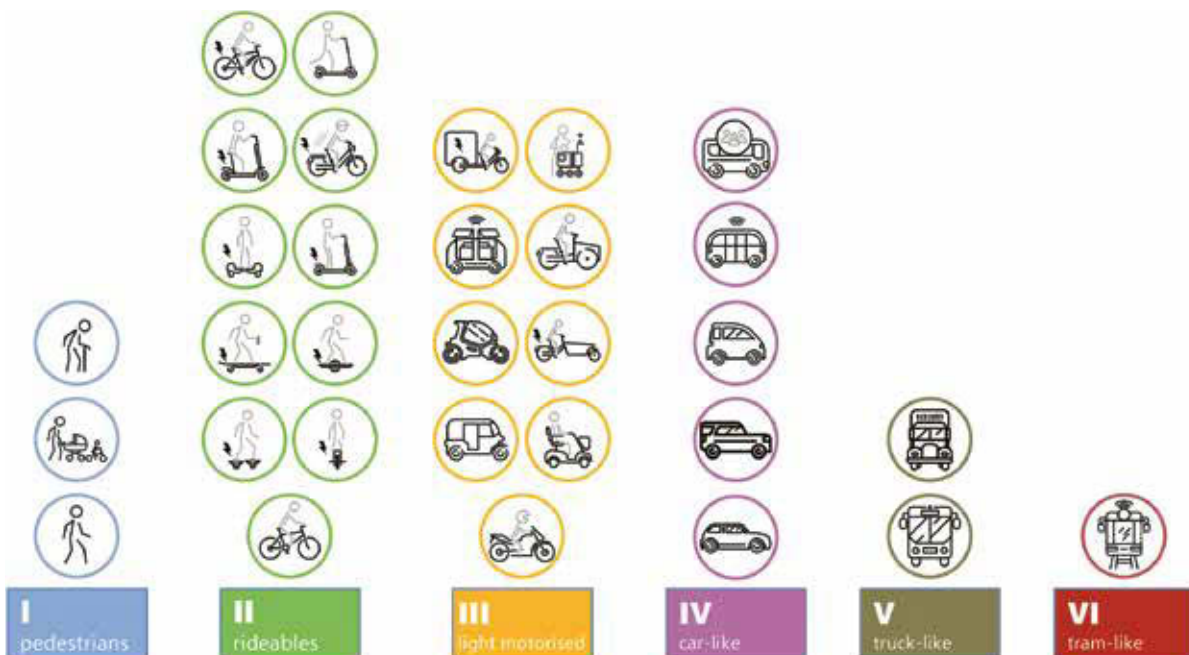 I
pedestrians
II
rideables
III
light motorised
IV
car-like
V
truck-like
VI
tram-like